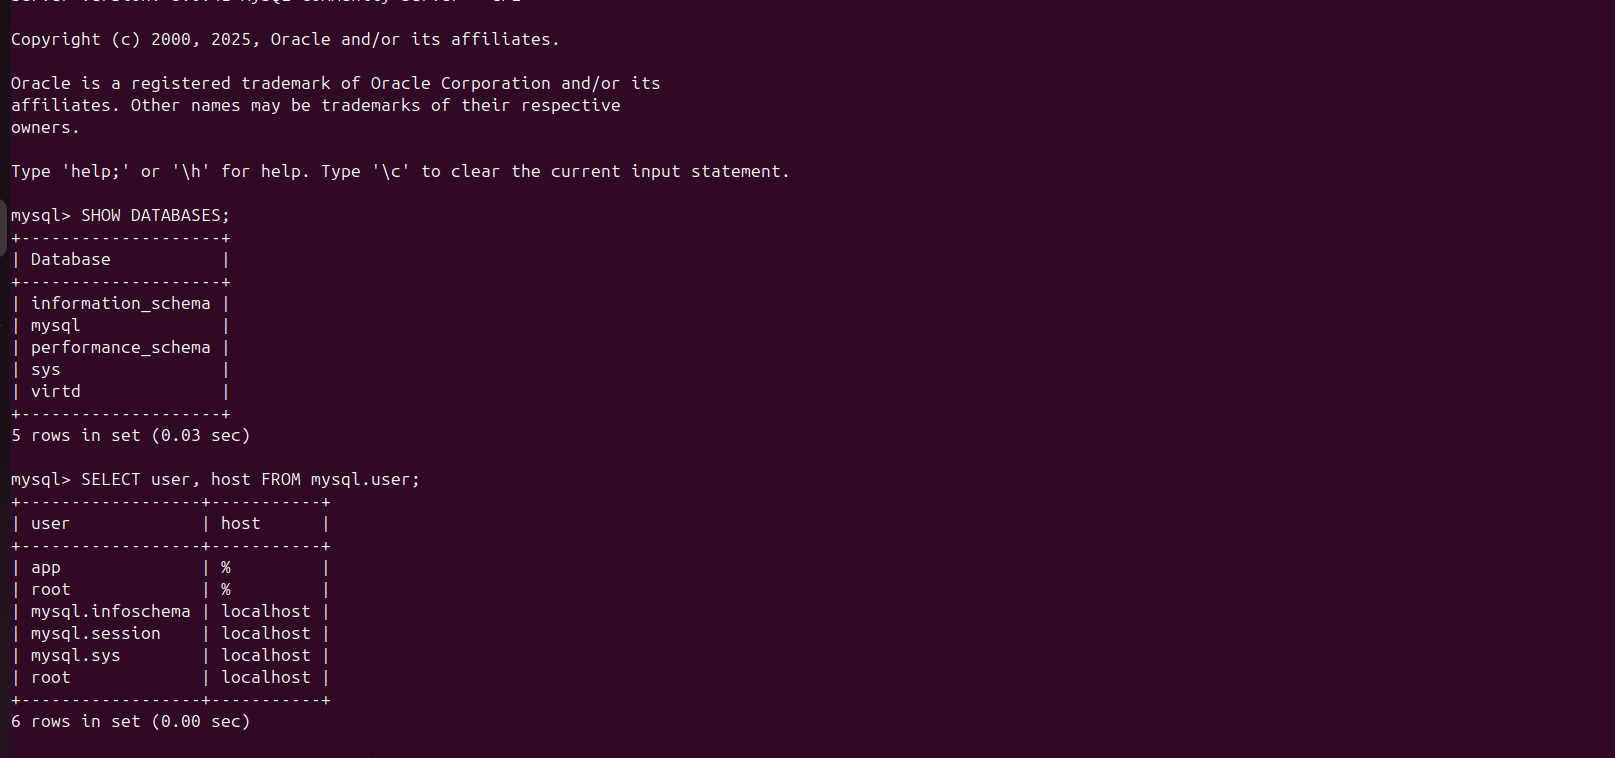 Copyright (c) 2000, 2025, Oracle and/or its affiliates.
Oracle is a registered trademark of Oracle Corporation and/or its
affiliates. Other names may be trademarks of their respective
owners.
Type 'help;' or '\h' for help. Type '\c' to clear the current input statement.
mysql> SHOW DATABASES;
+--------------------+
| Database           |
+--------------------+
| information_schema |
| mysql              |
| performance_schema |
| sys                |
| virtd              |
+--------------------+
5 rows in set (0.03 sec)
mysql> SELECT user, host FROM mysql.user;
+------------------+-----------+
| user             | host      |
+------------------+-----------+
| app              | %         |
| root             | %         |
| mysql.infoschema | localhost |
| mysql.session    | localhost |
| mysql.sys        | localhost |
| root             | localhost |
+------------------+-----------+
6 rows in set (0.00 sec)